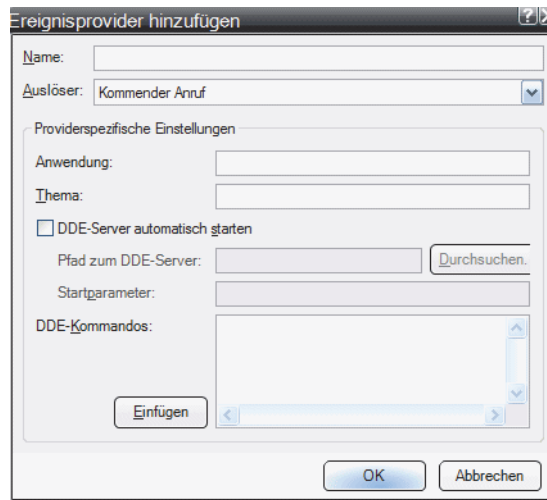 Ereignisprovider hinzufügen
Name:
Auslöser: Kommender Anruf
Providerspezifische Einstellungen
Anwendung:
Thema:
DDE-Server automatisch starten
Pfad zum DDE-Server: Durchsuchen.
Startparameter:
DDE-Kommandos:
Einfügen
OK Abbrechen